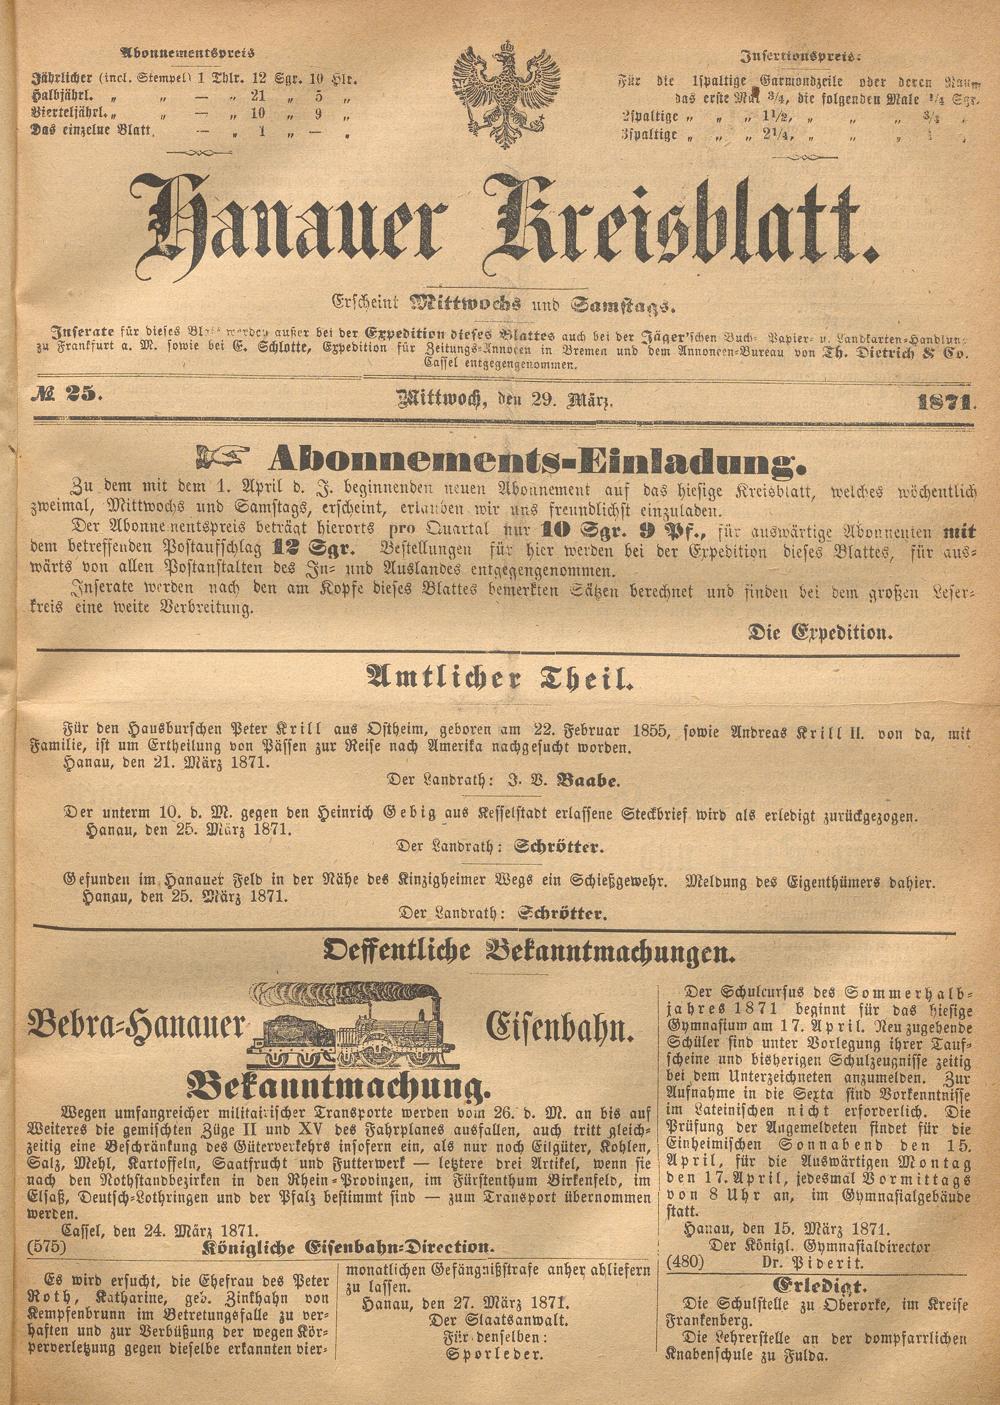 Abonnementspreis
Jährlicher (incl. Stempel) 1 Thlr. 12 Sgr. 10 Hlr.
Halbjährl. „ „ — „ 21 „ 5 „
Vierteljährl. „ „ — „ 10 „ 9 „
Das einzelne Blatt — „ 1 „ — „
Insertionspreis:
Für die 1spaltige Garmondzeile oder deren Raum
das erste Mal 3/4, die folgenden Male 1/4 Sgr.
2spaltige „ „ „ 1 1/2, „ „ „ 3/4 „
3spaltige „ „ „ 2 1/4, „ „ „
Hanauer Kreisblatt.
Erscheint Mittwochs und Samstags.
Inserate für dieses Blatt werden außer bei der Expedition dieses Blattes auch bei der Jäger'schen Buch- Papier- u. Landkarten-Handlung
zu Frankfurt a. M. sowie bei E. Schlotte, Expedition für Zeitungs-Annocen in Bremen und dem Annoncen-Bureau von Th. Dietrich & Co.
Cassel entgegengenommen.
№ 25. Mittwoch, den 29. März. 1871.
Abonnements-Einladung.
Zu dem mit dem 1. April d. J. beginnenden neuen Abonnement auf das hiesige Kreisblatt, welches wöchentlich
zweimal, Mittwochs und Samstags, erscheint, erlauben wir uns freundlichst einzuladen.
Der Abonnementspreis beträgt hierorts pro Quartal nur 10 Sgr. 9 Pf., für auswärtige Abonnenten mit
dem betreffenden Postaufschlag 12 Sgr. Bestellungen für hier werden bei der Expedition dieses Blattes, für aus-
wärts von allen Postanstalten des In- und Auslandes entgegengenommen.
Inserate werden nach den am Kopfe dieses Blattes bemerkten Sätzen berechnet und finden bei dem großen Leser-
kreis eine weite Verbreitung.
Die Expedition.
Amtlicher Theil.
Für den Hausburschen Peter Krill aus Ostheim, geboren am 22. Februar 1855, sowie Andreas Krill II. von da, mit
Familie, ist um Ertheilung von Pässen zur Reise nach Amerika nachgesucht worden.
Hanau, den 21. März 1871.
Der Landrath: J. V. Baabe.
Der unterm 10. d. M. gegen den Heinrich Gebig aus Kesselstadt erlassene Steckbrief wird als erledigt zurückgezogen.
Hanau, den 25. März 1871.
Der Landrath: Schrötter.
Gefunden im Hanauer Feld in der Nähe des Kinzigheimer Wegs ein Schießgewehr. Meldung des Eigenthümers dahier.
Hanau, den 25. März 1871.
Der Landrath: Schrötter.
Oeffentliche Bekanntmachungen.
Bebra-Hanauer Eisenbahn.
Bekanntmachung.
Wegen umfangreicher militairischer Transporte werden vom 26. d. M. an bis auf
Weiteres die gemischten Züge II und XV des Fahrplanes ausfallen, auch tritt gleich-
zeitig eine Beschränkung des Güterverkehrs insofern ein, als nur noch Eilgüter, Kohlen,
Salz, Mehl, Kartoffeln, Saatfrucht und Futterwerk — letztere drei Artikel, wenn sie
nach den Nothstandbezirken in den Rhein-Provinzen, im Fürstenthum Birkenfeld, im
Elsaß, Deutsch-Lothringen und der Pfalz bestimmt sind — zum Transport übernommen
werden.
Cassel, den 24. März 1871.
(575) Königliche Eisenbahn-Direction.
Es wird ersucht, die Ehefrau des Peter
Roth, Katharine, geb. Zinkhahn von
Kempfenbrunn im Betretungsfalle zu ver-
haften und zur Verbüßung der wegen Kör-
perverletzung gegen dieselbe erkannten vier-
monatlichen Gefängnißstrafe anher abliefern
zu lassen.
Hanau, den 27. März 1871.
Der Staatsanwalt.
Für denselben:
Sporleder.
Der Schulcursus des Sommerhalb-
jahres 1871 beginnt für das hiesige
Gymnasium am 17. April. Neu zugehende
Schüler sind unter Vorlegung ihrer Tauf-
scheine und bisherigen Schulzeugnisse zeitig
bei dem Unterzeichneten anzumelden. Zur
Aufnahme in die Sexta sind Vorkenntnisse
im Lateinischen nicht erforderlich. Die
Prüfung der Angemeldeten findet für die
Einheimischen Sonnabend den 15.
April, für die Auswärtigen Montag
den 17. April, jedesmal Vormittags
von 8 Uhr an, im Gymnasialgebäude
statt.
Hanau, den 15. März 1871.
Der Königl. Gymnasialdirector
(480) Dr. Piderit.
Erledigt.
Die Schulstelle zu Oberorke, im Kreise
Frankenberg.
Die Lehrerstelle an der dompfarrlichen
Knabenschule zu Fulda.